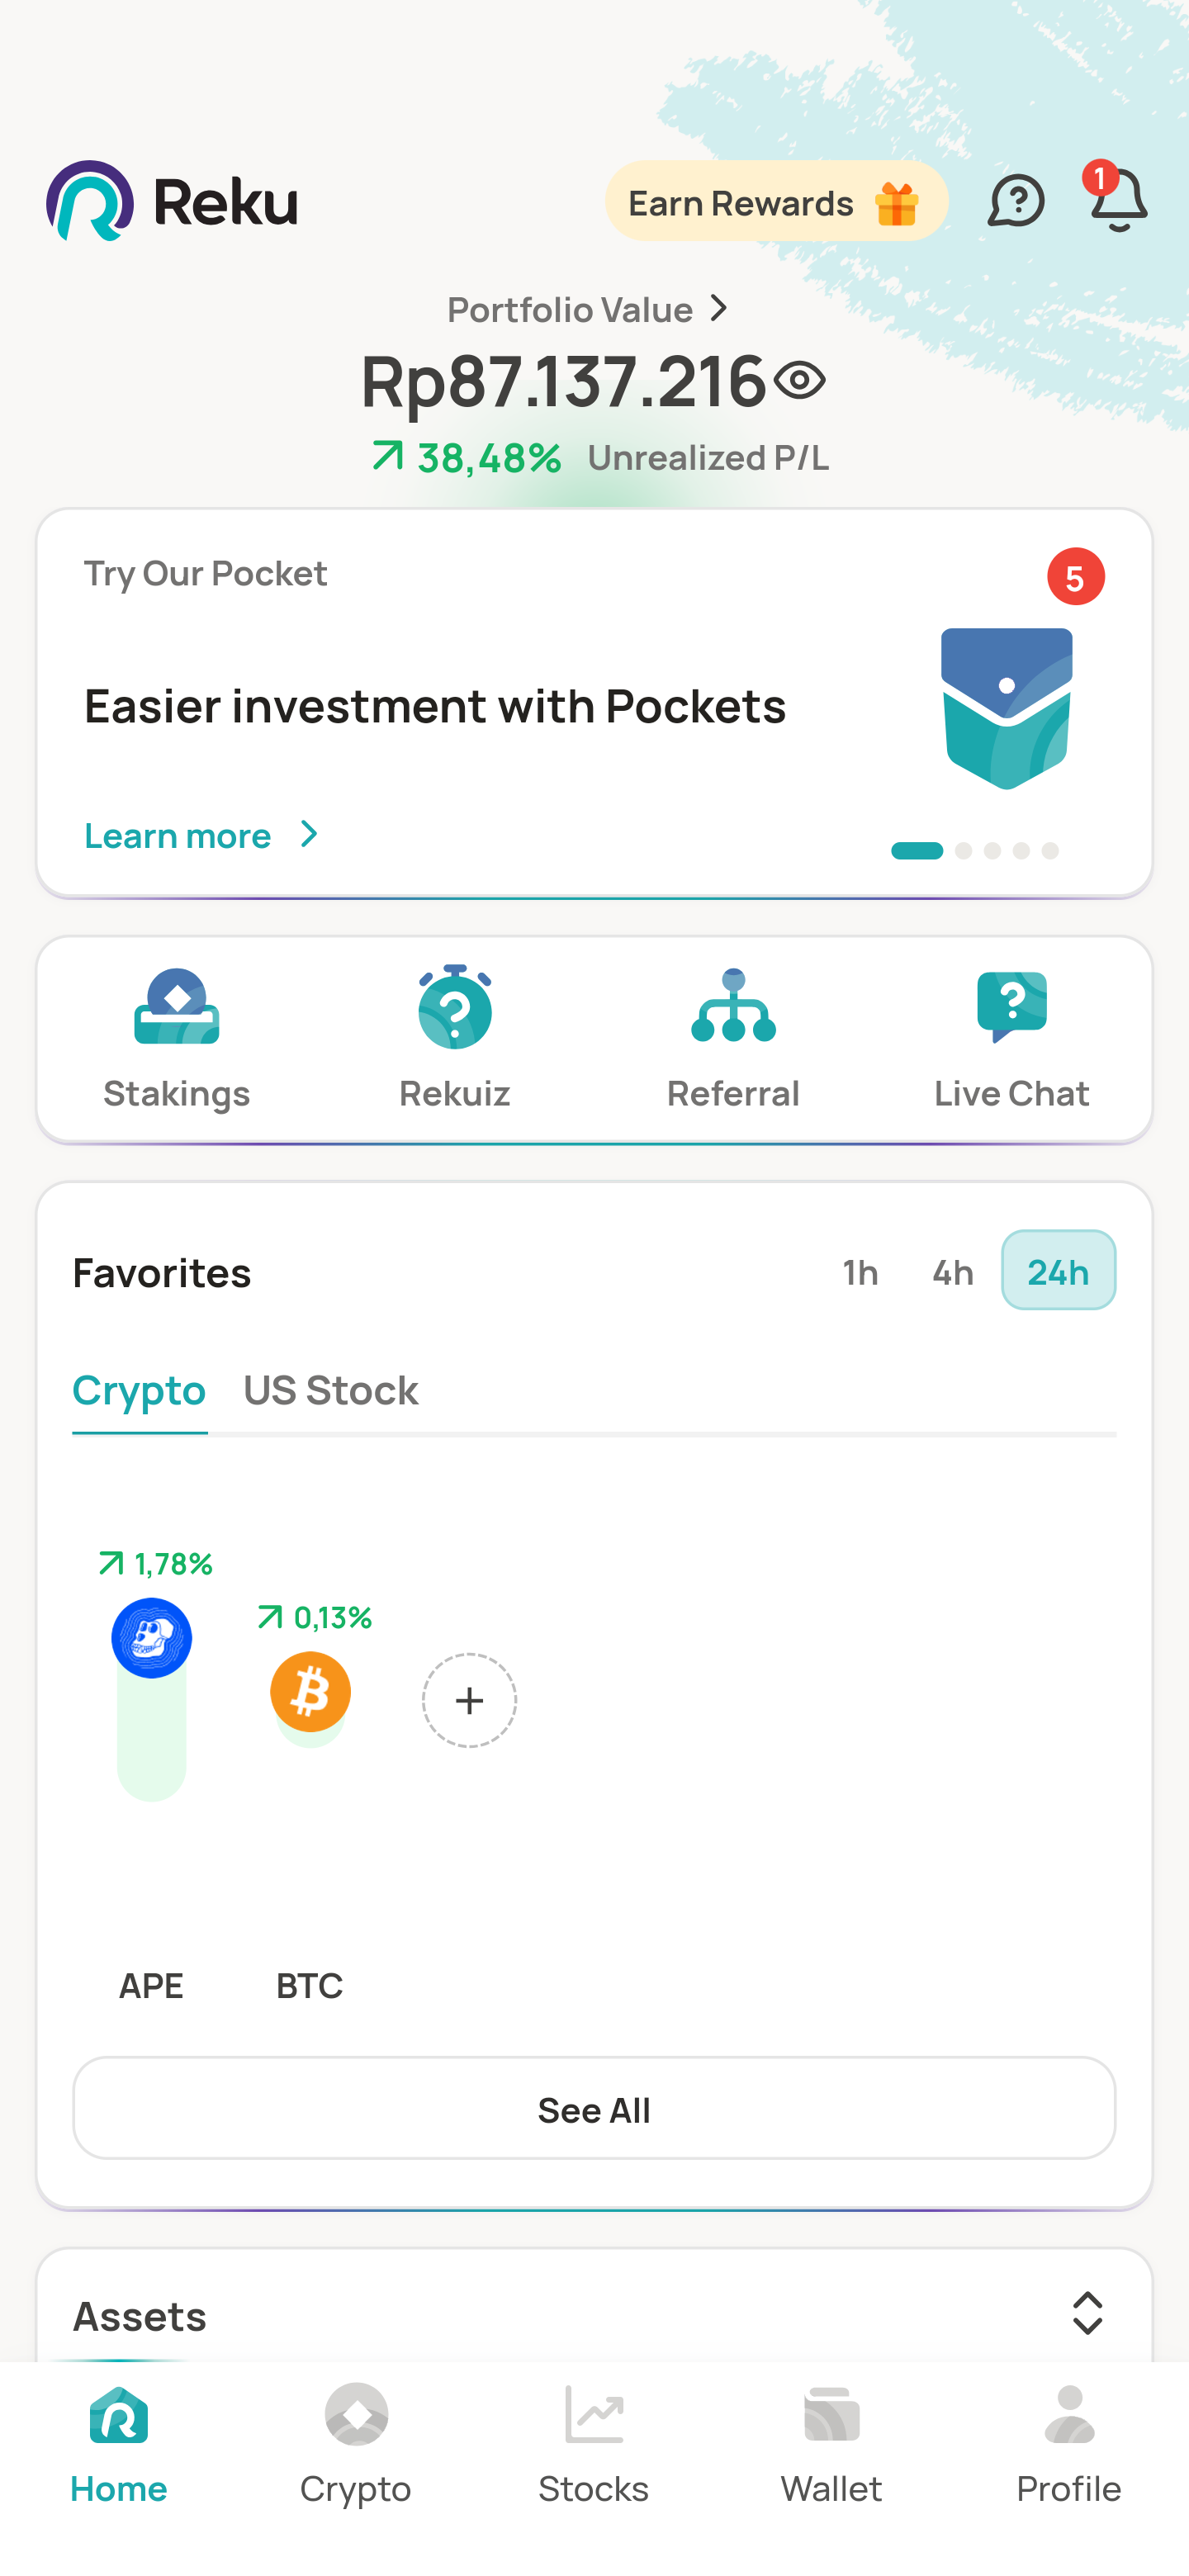 Reku
Earn Rewards
1
Portfolio Value
Rp87.137.216
38,48% Unrealized P/L
Try Our Pocket
5
Easier investment with Pockets
Learn more
Stakings
Rekuiz
Referral
Live Chat
Favorites
1h
4h
24h
Crypto
US Stock
1,78%
0,13%
+
APE
BTC
See All
Assets
Home
Crypto
Stocks
Wallet
Profile